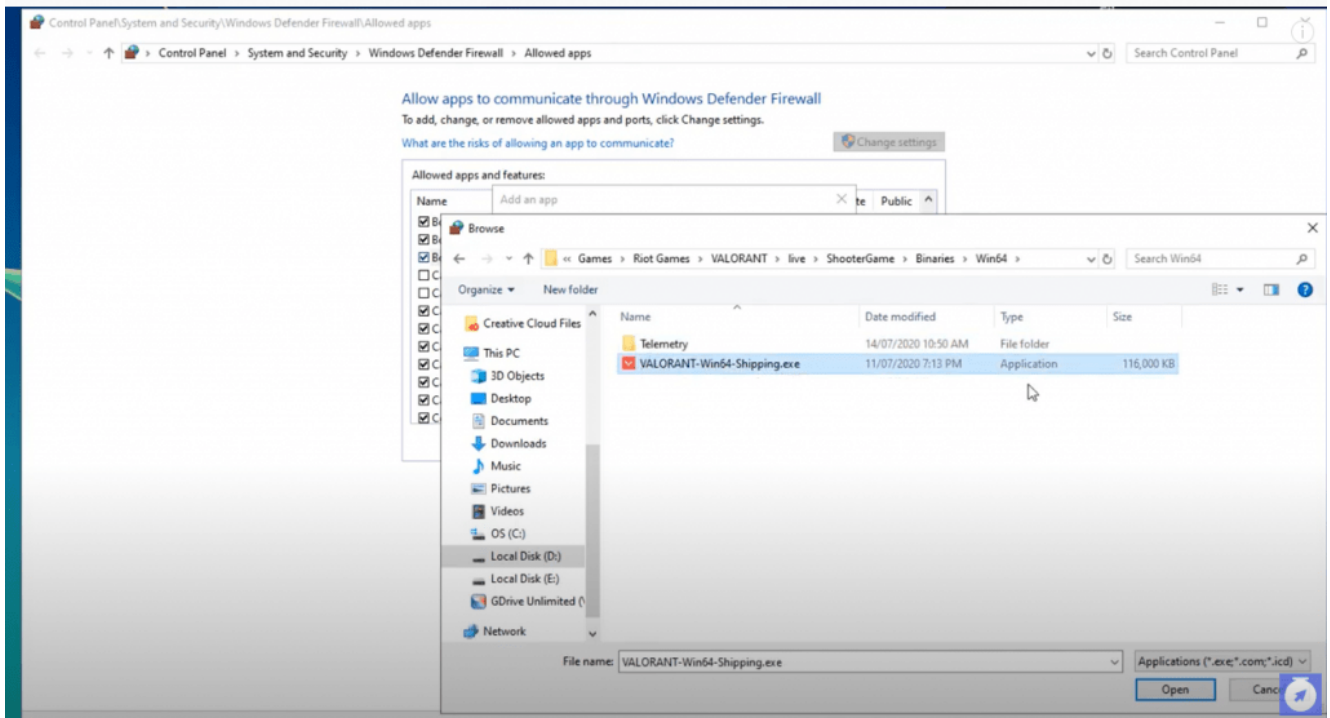 Control Panel\System and Security\Windows Defender Firewall\Allowed apps
Control Panel > System and Security > Windows Defender Firewall > Allowed apps
Search Control Panel
Allow apps to communicate through Windows Defender Firewall
To add, change, or remove allowed apps and ports, click Change settings.
What are the risks of allowing an app to communicate?
Change settings
Allowed apps and features:
Name
Add an app
Public
Browse
« Games > Riot Games > VALORANT > live > ShooterGame > Binaries > Win64 >
Search Win64
Organize
New folder
Name Date modified Type Size
Telemetry 14/07/2020 10:50 AM File folder
VALORANT-Win64-Shipping.exe 11/07/2020 7:13 PM Application 116,000 KB
Creative Cloud Files
This PC
3D Objects
Desktop
Documents
Downloads
Music
Pictures
Videos
OS (C:)
Local Disk (D:)
Local Disk (E:)
GDrive Unlimited (
Network
File name: VALORANT-Win64-Shipping.exe
Applications (*.exe;*.com;*.icd)
Open
Canc